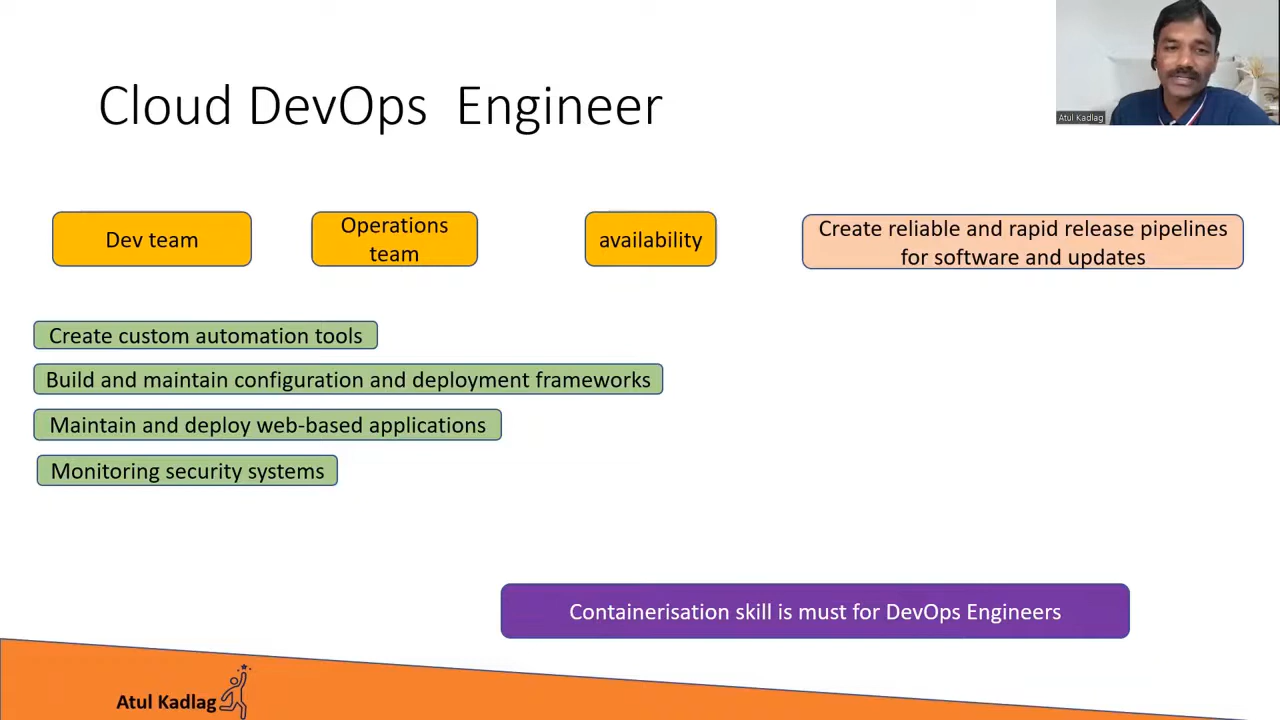 Atul Kadlag
Cloud DevOps Engineer
Dev team
Operations
team
availability
Create reliable and rapid release pipelines
for software and updates
Create custom automation tools
Build and maintain configuration and deployment frameworks
Maintain and deploy web-based applications
Monitoring security systems
Containerisation skill is must for DevOps Engineers
Atul Kadlag